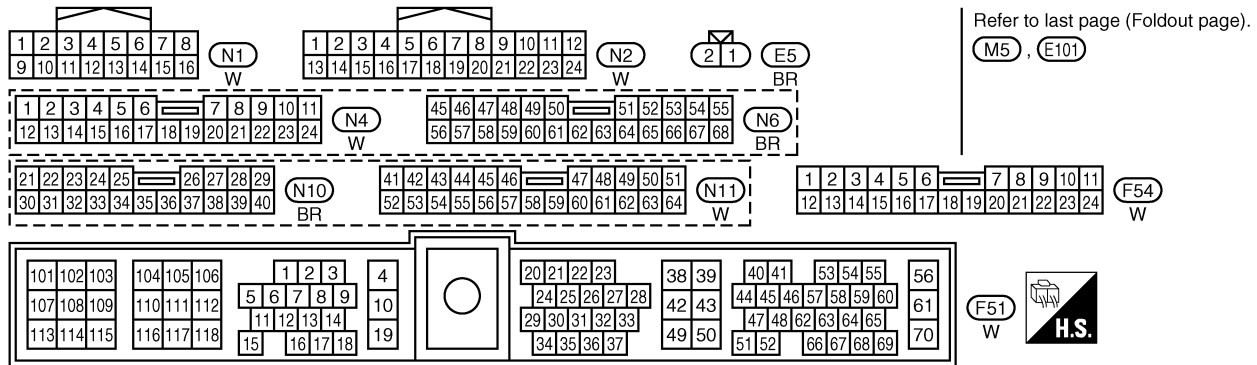 1 2 3 4 5 6 7 8
9 10 11 12 13 14 15 16
N1
W
1 2 3 4 5 6 7 8 9 10 11 12
13 14 15 16 17 18 19 20 21 22 23 24
N2
W
2 1
E5
BR
Refer to last page (Foldout page).
M5 , E101
1 2 3 4 5 6 7 8 9 10 11
12 13 14 15 16 17 18 19 20 21 22 23 24
N4
W
45 46 47 48 49 50 51 52 53 54 55
56 57 58 59 60 61 62 63 64 65 66 67 68
N6
BR
21 22 23 24 25 26 27 28 29
30 31 32 33 34 35 36 37 38 39 40
N10
BR
41 42 43 44 45 46 47 48 49 50 51
52 53 54 55 56 57 58 59 60 61 62 63 64
N11
W
1 2 3 4 5 6 7 8 9 10 11
12 13 14 15 16 17 18 19 20 21 22 23 24
F54
W
101 102 103 104 105 106 1 2 3 4 20 21 22 23 38 39 40 41 53 54 55 56
107 108 109 110 111 112 5 6 7 8 9 10 24 25 26 27 28 42 43 44 45 46 57 58 59 60 61
11 12 13 14 29 30 31 32 33 47 48 62 63 64 65
113 114 115 116 117 118 15 16 17 18 19 34 35 36 37 49 50 51 52 66 67 68 69 70
F51
W
H.S.